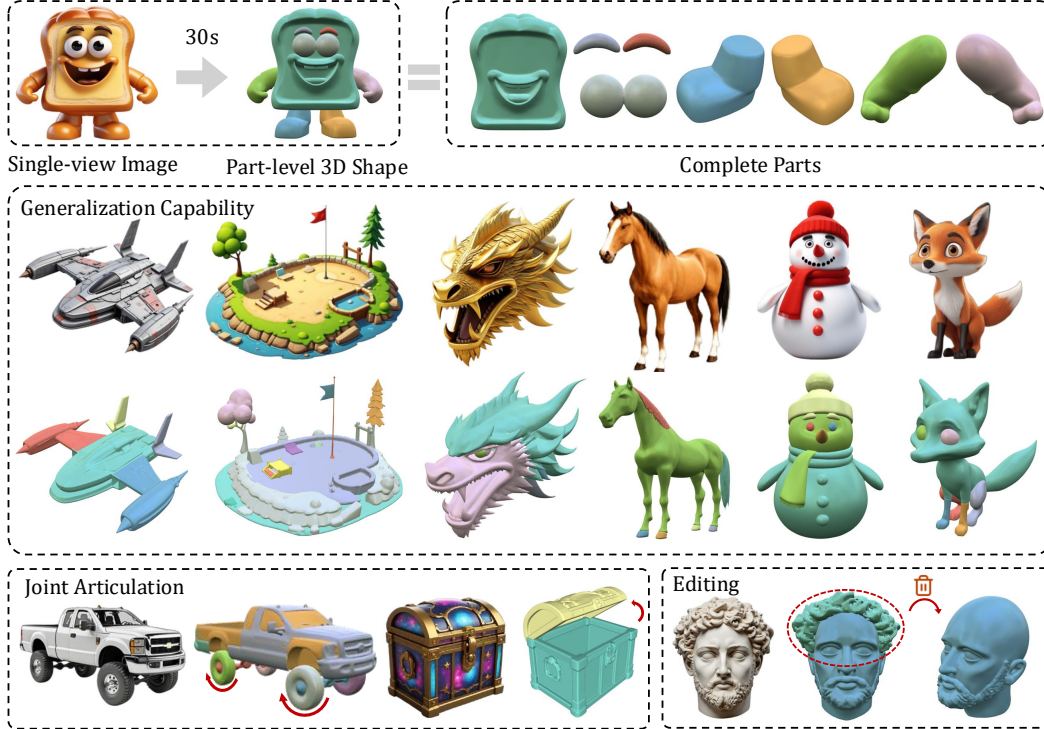 30s
Single-view Image
Part-level 3D Shape
Complete Parts
Generalization Capability
Joint Articulation
Editing